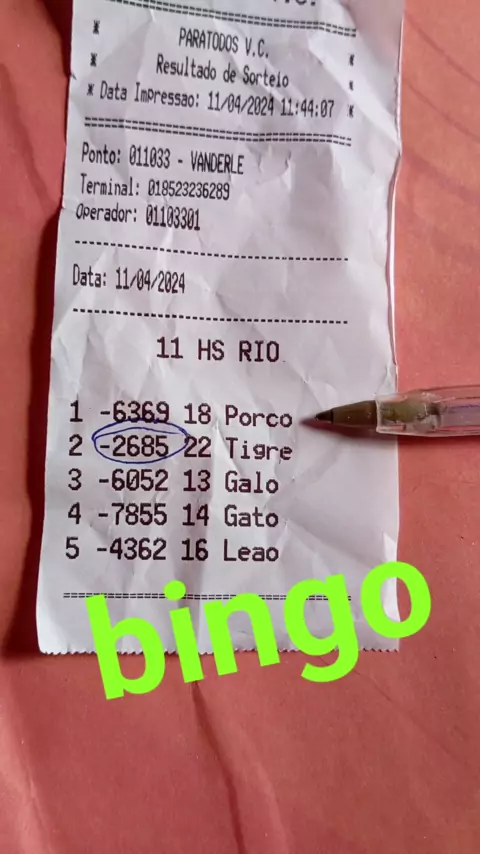 * PARATODOS V.C. *
* Resultado de Sorteio *
* Data Impressao: 11/04/2024 11:44:07 *
Ponto: 011033 - VANDERLE
Terminal: 018523236289
Operador: 01103301
Data: 11/04/2024
11 HS RIO
1 -6369 18 Porco
2 -2685 22 Tigre
3 -6052 13 Galo
4 -7855 14 Gato
5 -4362 16 Leao
bingo